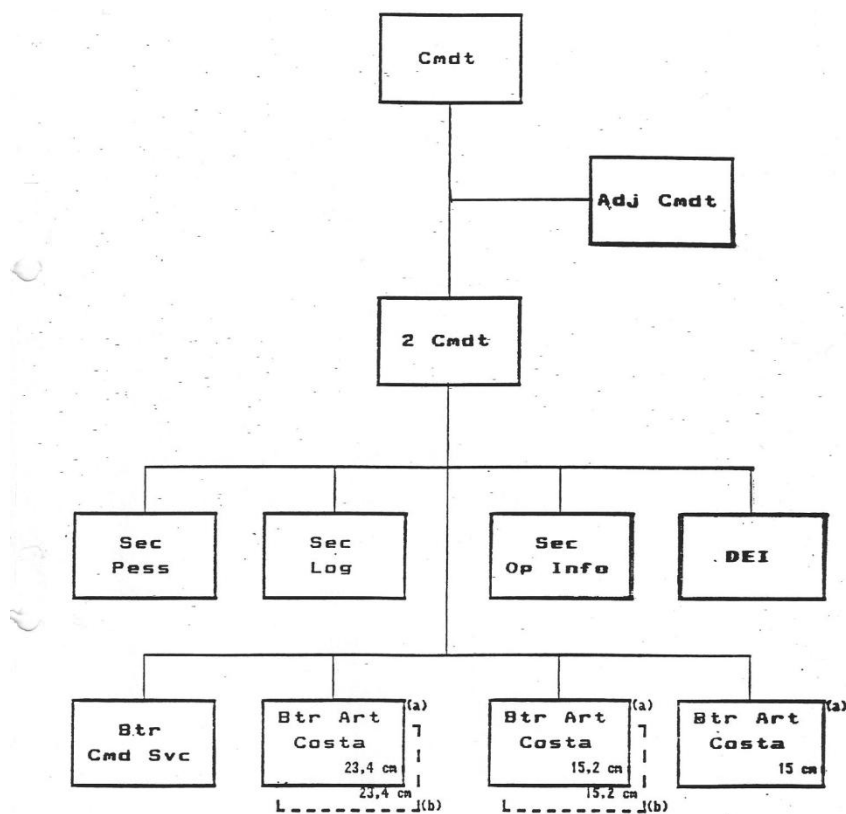 Cmdt
Adj Cmdt
2 Cmdt
Sec
Pess
Sec
Log
Sec
Op Info
DEI
Btr
Cmd Svc
(a)
Btr Art
Costa
23,4 cm
23,4 cm
(b)
(a)
Btr Art
Costa
15,2 cm
15,2 cm
(b)
(a)
Btr Art
Costa
15 cm